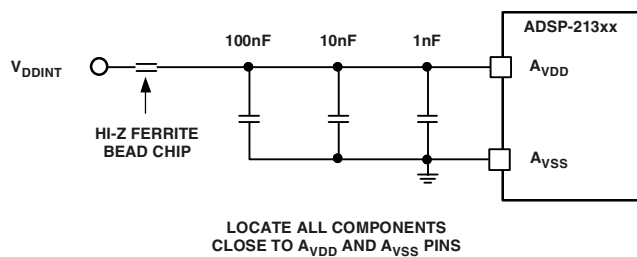 ADSP-213xx
100nF 10nF 1nF
VDDINT
AVDD
HI-Z FERRITE
BEAD CHIP
AVSS
LOCATE ALL COMPONENTS
CLOSE TO AVDD AND AVSS PINS